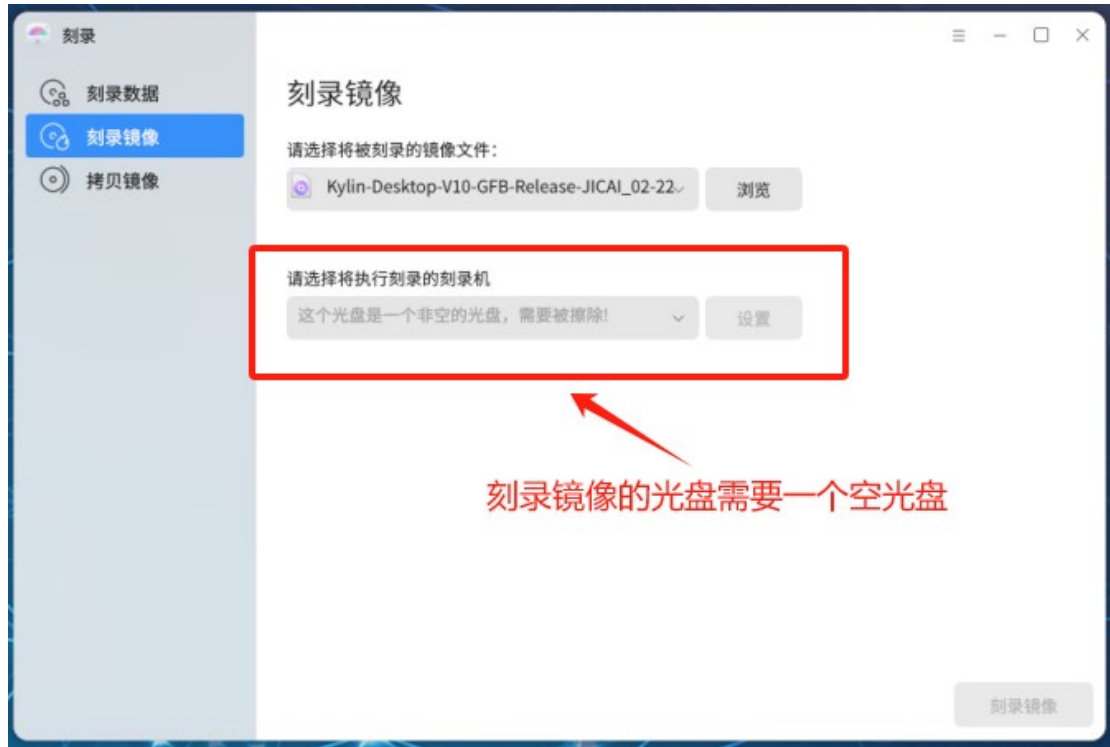 刻录
刻录数据
刻录镜像
拷贝镜像
刻录镜像
请选择将被刻录的镜像文件：
Kylin-Desktop-V10-GFB-Release-JICAI_02-22
浏览
请选择将执行刻录的刻录机
这个光盘是一个非空的光盘，需要被擦除!
设置
刻录镜像的光盘需要一个空光盘
刻录镜像